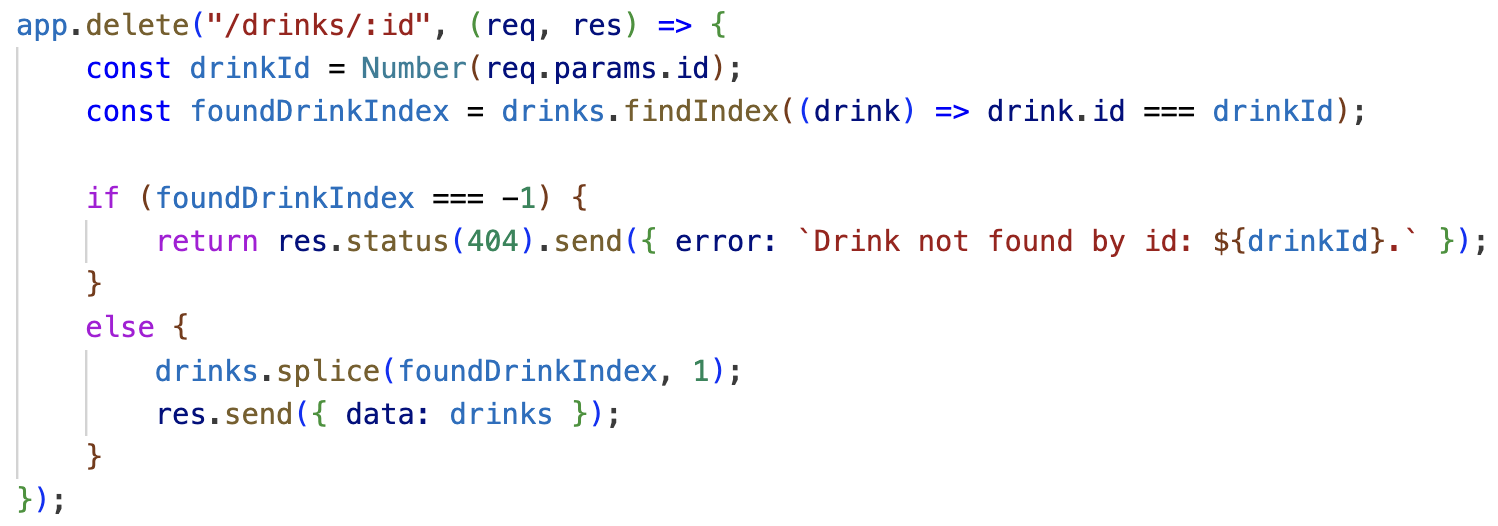 app.delete("/drinks/:id", (req, res) => {
    const drinkId = Number(req.params.id);
    const foundDrinkIndex = drinks.findIndex((drink) => drink.id === drinkId);

    if (foundDrinkIndex === -1) {
        return res.status(404).send({ error: `Drink not found by id: ${drinkId}.` });
    }
    else {
        drinks.splice(foundDrinkIndex, 1);
        res.send({ data: drinks });
    }
});